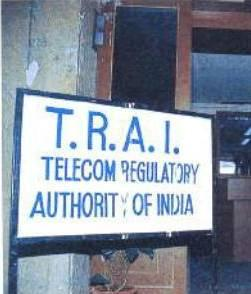 T.R.A.I.
TELECOM REGULATORY
AUTHORITY OF INDIA